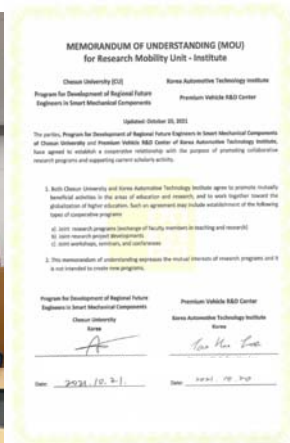 MEMORANDUM OF UNDERSTANDING (MOU)
for Research Mobility Unit - Institute
Chosun University (CU)
Korea Automotive Technology Institute
Program for Development of Regional Future
Engineers in Smart Mechanical Components
Premium Vehicle R&D Center
Updated: October 10, 2021
The parties, Program for Development of Regional Future Engineers in Smart Mechanical Components
of Chosun University and Premium Vehicle R&D Center of Korea Automotive Technology Institute,
have agreed to establish a cooperative relationship with the purpose of promoting collaborative
research programs and supporting current scholarly activity.
1. Both Chosun University and Korea Automotive Technology Institute agree to promote mutually
beneficial activities in the areas of education and research, and to work together toward the
globalization of higher education. Such an agreement may include establishment of the following
types of cooperative programs
a) Joint research programs (exchange of faculty members in teaching and research)
b) Joint research project developments
c) Joint workshops, seminars, and conferences
2. This memorandum of understanding expresses the mutual interests of research programs and it
is not intended to create new programs.
Program for Development of Regional Future
Engineers in Smart Mechanical Components
Chosun University
Korea
Premium Vehicle R&D Center
Korea Automotive Technology Institute
Korea
Date: 2021. 10. 21.
Date: 2021. 10. 20